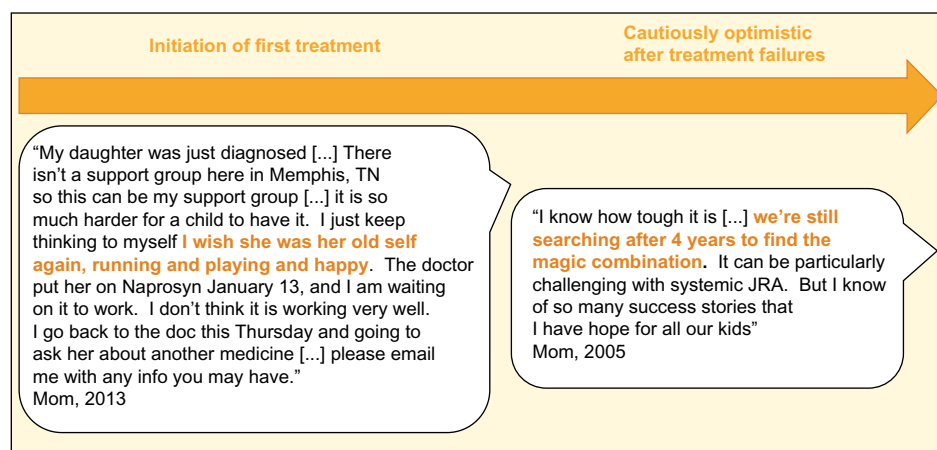 Initiation of first treatment
Cautiously optimistic
after treatment failures
“My daughter was just diagnosed [...] There
isn’t a support group here in Memphis, TN
so this can be my support group [...] it is so
much harder for a child to have it.  I just keep
thinking to myself I wish she was her old self
again, running and playing and happy.  The doctor
put her on Naprosyn January 13, and I am waiting
on it to work.  I don’t think it is working very well.
I go back to the doc this Thursday and going to
ask her about another medicine [...] please email
me with any info you may have.”
Mom, 2013
“I know how tough it is [...] we’re still
searching after 4 years to find the
magic combination.  It can be particularly
challenging with systemic JRA.  But I know
of so many success stories that
I have hope for all our kids”
Mom, 2005